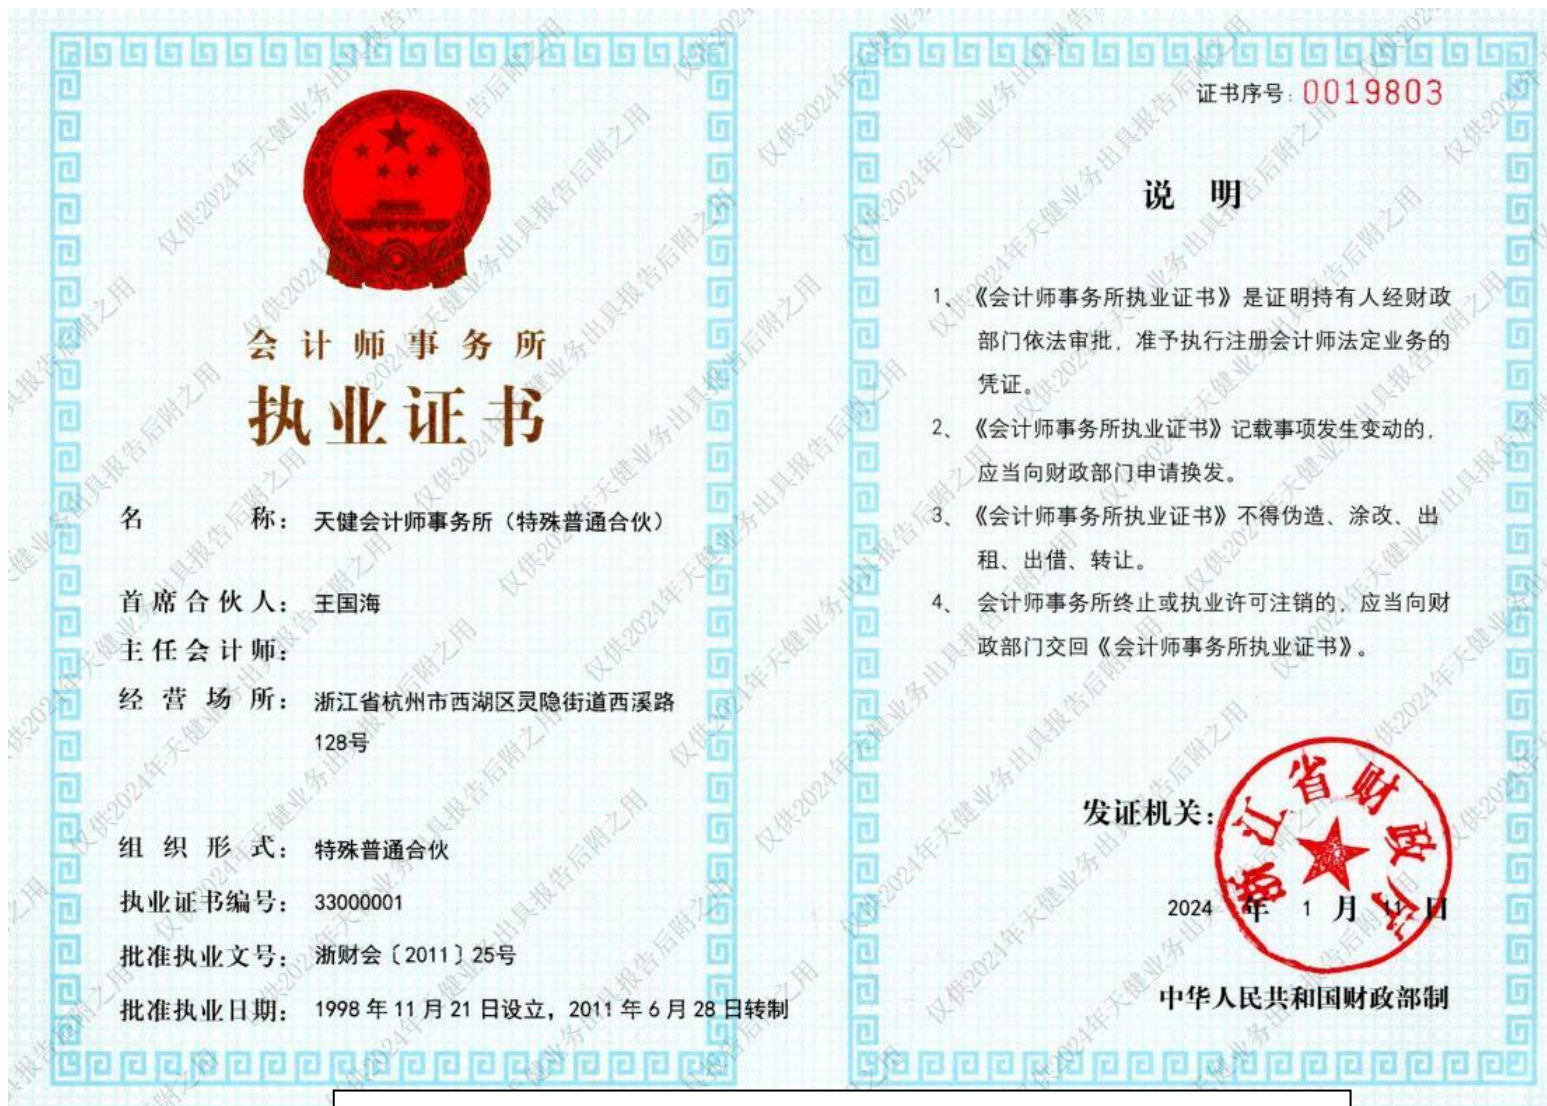 会计师事务所
执业证书
名称：天健会计师事务所（特殊普通合伙）
首席合伙人：王国海
主任会计师：
经营场所：浙江省杭州市西湖区灵隐街道西溪路
128号
组织形式：特殊普通合伙
执业证书编号：33000001
批准执业文号：浙财会〔2011〕25号
批准执业日期：1998年11月21日设立，2011年6月28日转制
证书序号：0019803
说明
1、《会计师事务所执业证书》是证明持有人经财政
部门依法审批，准予执行注册会计师法定业务的
凭证。
2、《会计师事务所执业证书》记载事项发生变动的，
应当向财政部门申请换发。
3、《会计师事务所执业证书》不得伪造、涂改、出
租、出借、转让。
4、会计师事务所终止或执业许可注销的，应当向财
政部门交回《会计师事务所执业证书》。
发证机关：
浙江省财政厅
2024年1月11日
中华人民共和国财政部制
仅供2024年天健业务出具报告后附之用